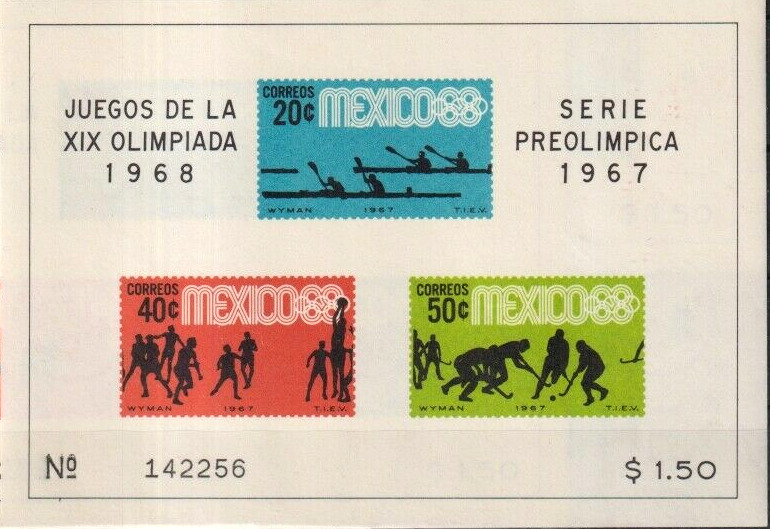 JUEGOS DE LA
XIX OLIMPIADA
1968
CORREOS
20¢ MEXICO68
WYMAN 1967 T.I.E.V.
SERIE
PREOLIMPICA
1967
CORREOS
40¢ MEXICO68
WYMAN 1967 T.I.E.V.
CORREOS
50¢ MEXICO68
WYMAN 1967 T.I.E.V.
Nº 142256
$ 1.50